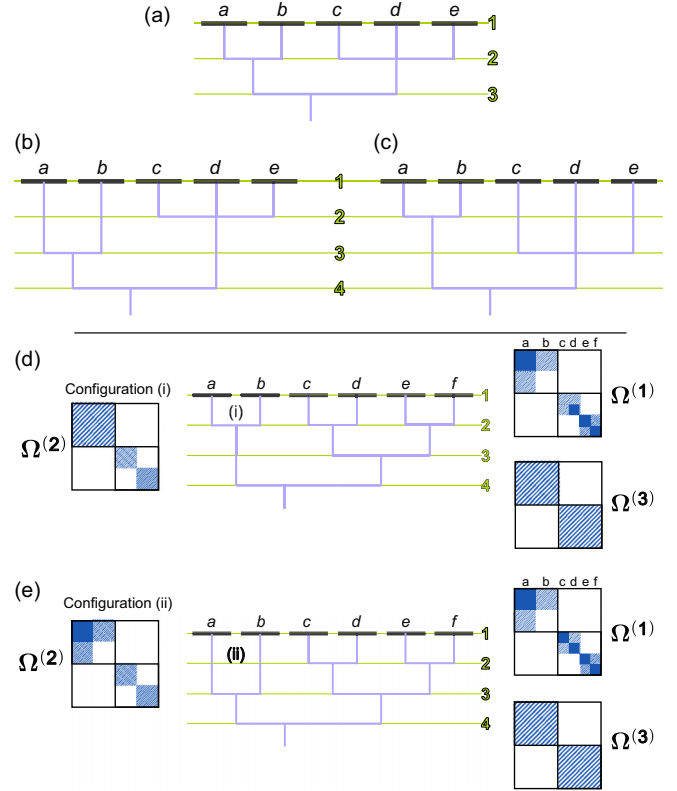 (a) a b c d e 1
2
3
(b) (c)
a b c d e 1 a b c d e
2
3
4
(d)
Configuration (i)
Ω(2)
a b c d e f 1
(i) 2
3
4
a b c d e f
Ω(1)
Ω(3)
(e)
Configuration (ii)
Ω(2)
a b c d e f 1
(ii) 2
3
4
a b c d e f
Ω(1)
Ω(3)